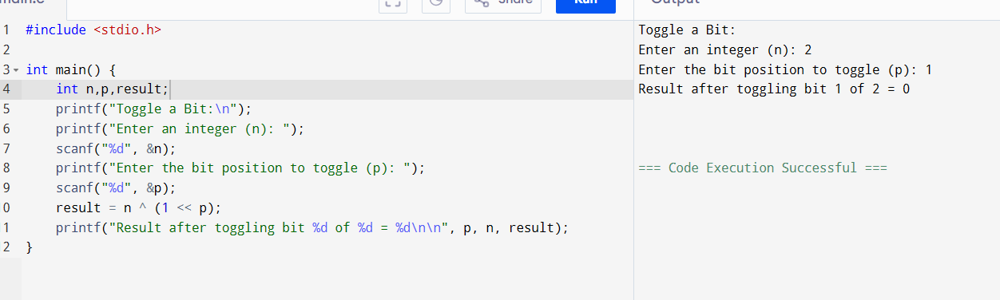 main.c
Share
Run
Output
1 #include <stdio.h>
2
3 int main() {
4 int n,p,result;
5 printf("Toggle a Bit:\n");
6 printf("Enter an integer (n): ");
7 scanf("%d", &n);
8 printf("Enter the bit position to toggle (p): ");
9 scanf("%d", &p);
0 result = n ^ (1 << p);
1 printf("Result after toggling bit %d of %d = %d\n\n", p, n, result);
2 }
Toggle a Bit:
Enter an integer (n): 2
Enter the bit position to toggle (p): 1
Result after toggling bit 1 of 2 = 0
=== Code Execution Successful ===